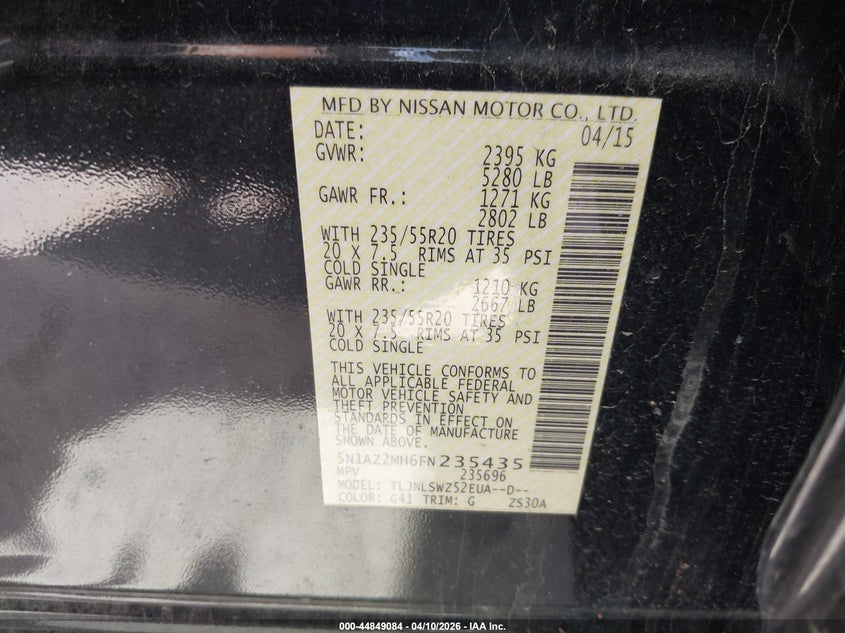 MFD BY NISSAN MOTOR CO., LTD.
DATE: 04/15
GVWR: 2395 KG
5280 LB
GAWR FR.: 1271 KG
2802 LB
WITH 235/55R20 TIRES
20 X 7.5 RIMS AT 35 PSI
COLD SINGLE
GAWR RR.: 1210 KG
2667 LB
WITH 235/55R20 TIRES
20 X 7.5 RIMS AT 35 PSI
COLD SINGLE
THIS VEHICLE CONFORMS TO
ALL APPLICABLE FEDERAL
MOTOR VEHICLE SAFETY AND
THEFT PREVENTION
STANDARDS IN EFFECT ON
THE DATE OF MANUFACTURE
SHOWN ABOVE.
5N1AZ2MH6FN235435
MPV 235696
MODEL: TLJNLSWZ52EUA--D--
COLOR: G41 TRIM: G ZS30A
000-44849084 - 04/10/2026 - IAA Inc.